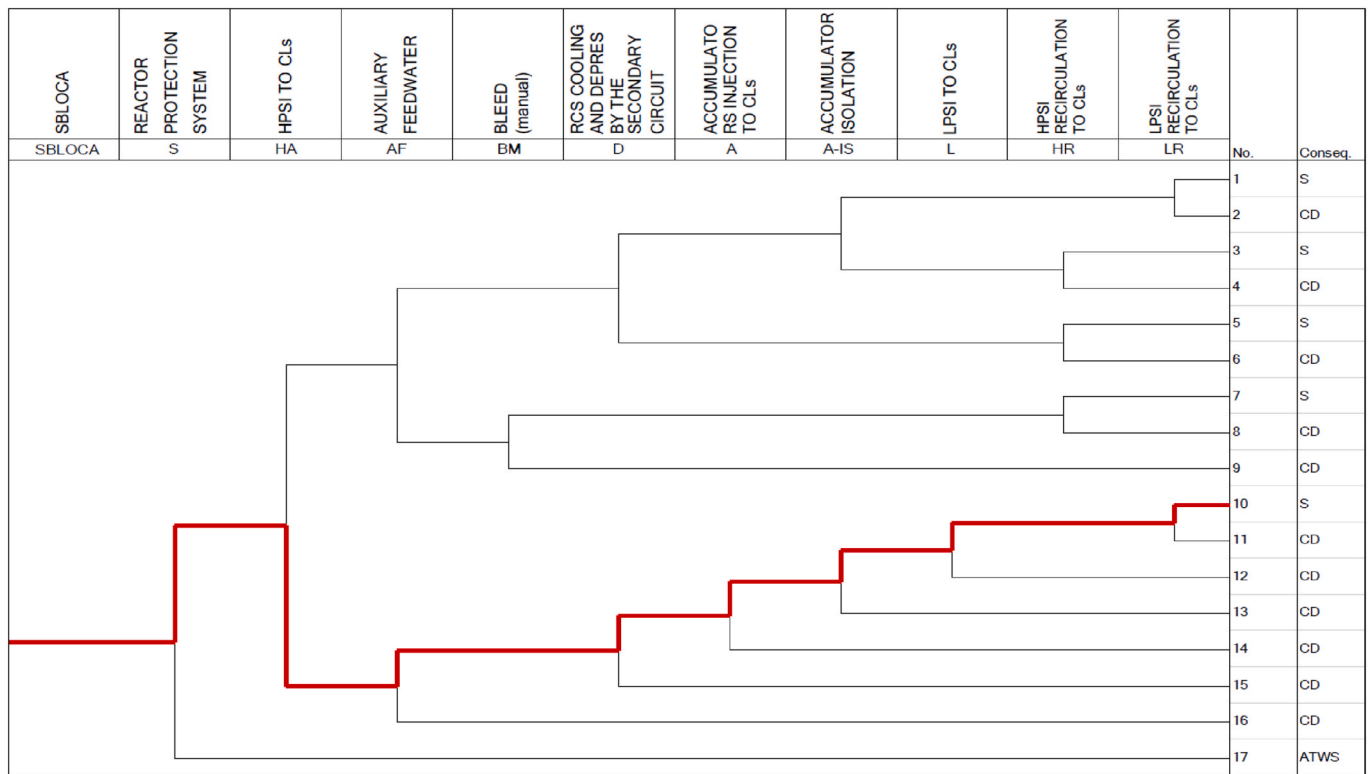 SBLOCA
REACTOR
PROTECTION
SYSTEM
HPSI TO CLs
AUXILIARY
FEEDWATER
BLEED
(manual)
RCS COOLING
AND DEPRES
BY THE
SECONDARY
CIRCUIT
ACCUMULATO
RS INJECTION
TO CLs
ACCUMULATOR
ISOLATION
LPSI TO CLs
HPSI
RECIRCULATION
TO CLs
LPSI
RECIRCULATION
TO CLs
SBLOCA S HA AF BM D A A-IS L HR LR No. Conseq.
1 S
2 CD
3 S
4 CD
5 S
6 CD
7 S
8 CD
9 CD
10 S
11 CD
12 CD
13 CD
14 CD
15 CD
16 CD
17 ATWS